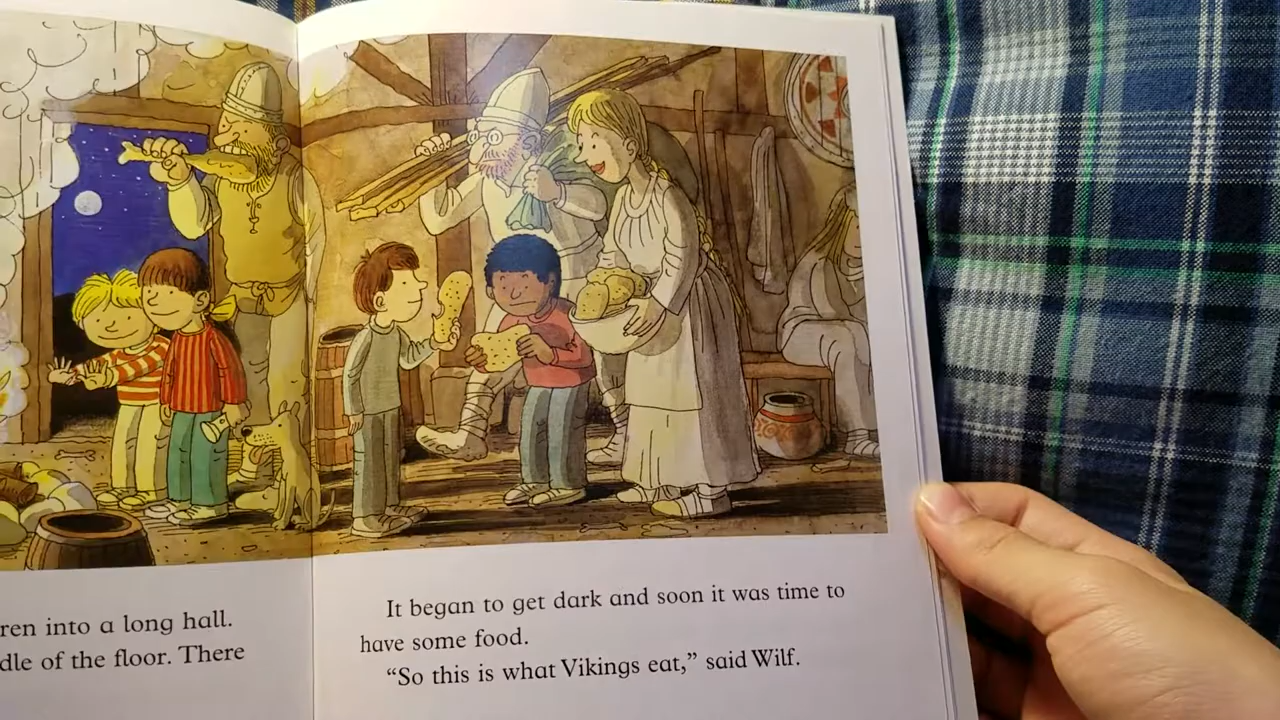 ren into a long hall.
dle of the floor. There
It began to get dark and soon it was time to
have some food.
“So this is what Vikings eat,” said Wilf.